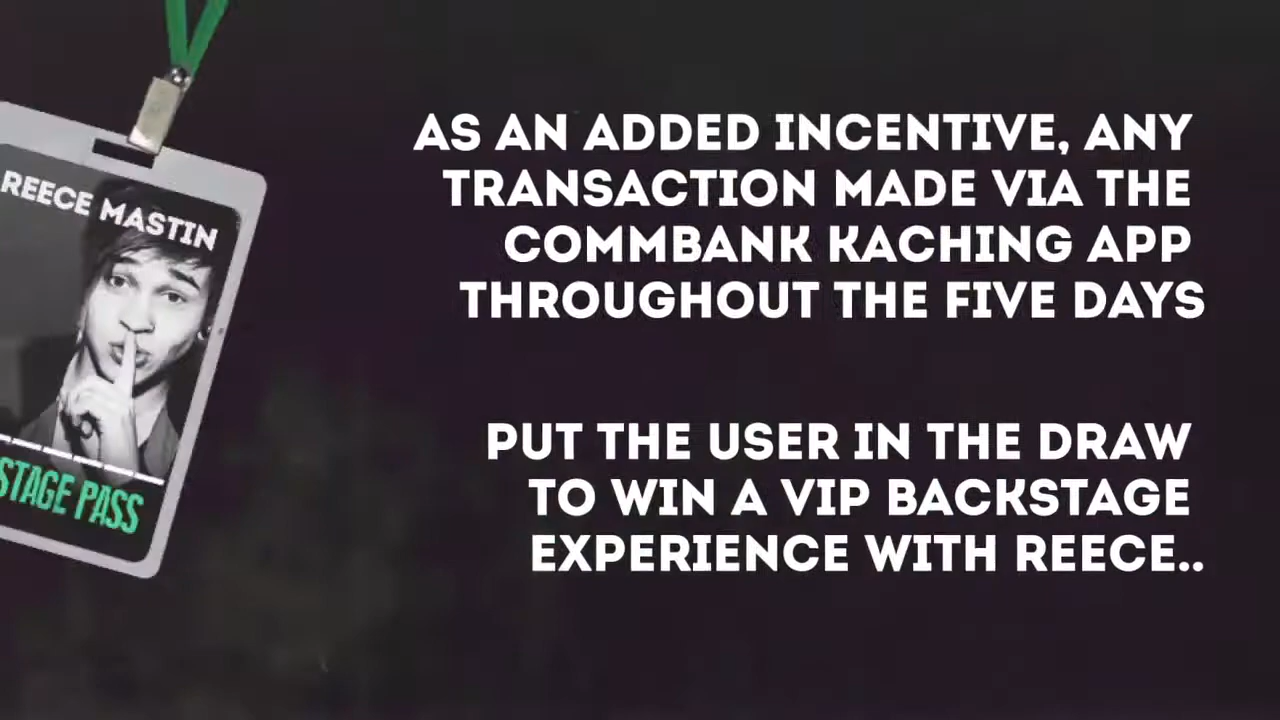 REECE MASTIN
STAGE PASS
AS AN ADDED INCENTIVE, ANY
TRANSACTION MADE VIA THE
COMMBANK KACHING APP
THROUGHOUT THE FIVE DAYS
PUT THE USER IN THE DRAW
TO WIN A VIP BACKSTAGE
EXPERIENCE WITH REECE..